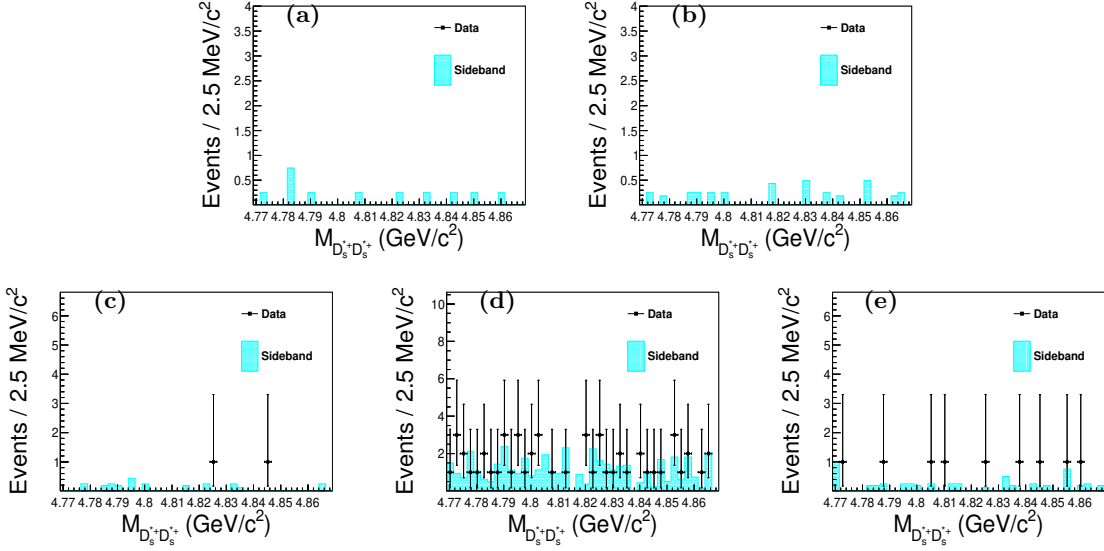 (a)
Events / 2.5 MeV/c²
4
3.5
3
2.5
2
1.5
1
0.5
Data
Sideband
4.77 4.78 4.79 4.8 4.81 4.82 4.83 4.84 4.85 4.86
M_{D_s^{*+}D_s^{*+}} (GeV/c²)
(b)
Events / 2.5 MeV/c²
4
3.5
3
2.5
2
1.5
1
0.5
Data
Sideband
4.77 4.78 4.79 4.8 4.81 4.82 4.83 4.84 4.85 4.86
M_{D_s^{*+}D_s^{*+}} (GeV/c²)
(c)
Events / 2.5 MeV/c²
6
5
4
3
2
1
Data
Sideband
4.77 4.78 4.79 4.8 4.81 4.82 4.83 4.84 4.85 4.86
M_{D_s^{*+}D_s^{*+}} (GeV/c²)
(d)
Events / 2.5 MeV/c²
10
8
6
4
2
Data
Sideband
4.77 4.78 4.79 4.8 4.81 4.82 4.83 4.84 4.85 4.86
M_{D_s^{*+}D_s^{*+}} (GeV/c²)
(e)
Events / 2.5 MeV/c²
6
5
4
3
2
1
Data
Sideband
4.77 4.78 4.79 4.8 4.81 4.82 4.83 4.84 4.85 4.86
M_{D_s^{*+}D_s^{*+}} (GeV/c²)